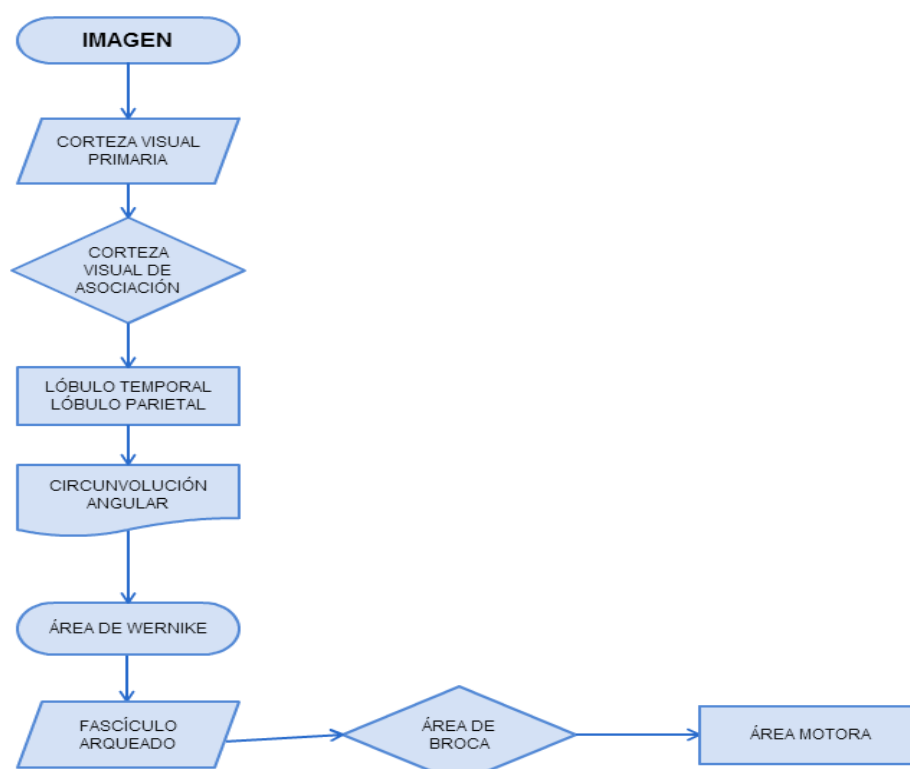 IMAGEN
CORTEZA VISUAL
PRIMARIA
CORTEZA
VISUAL DE
ASOCIACIÓN
LÓBULO TEMPORAL
LÓBULO PARIETAL
CIRCUNVOLUCIÓN
ANGULAR
ÁREA DE WERNIKE
FASCÍCULO
ARQUEADO
ÁREA DE
BROCA
ÁREA MOTORA